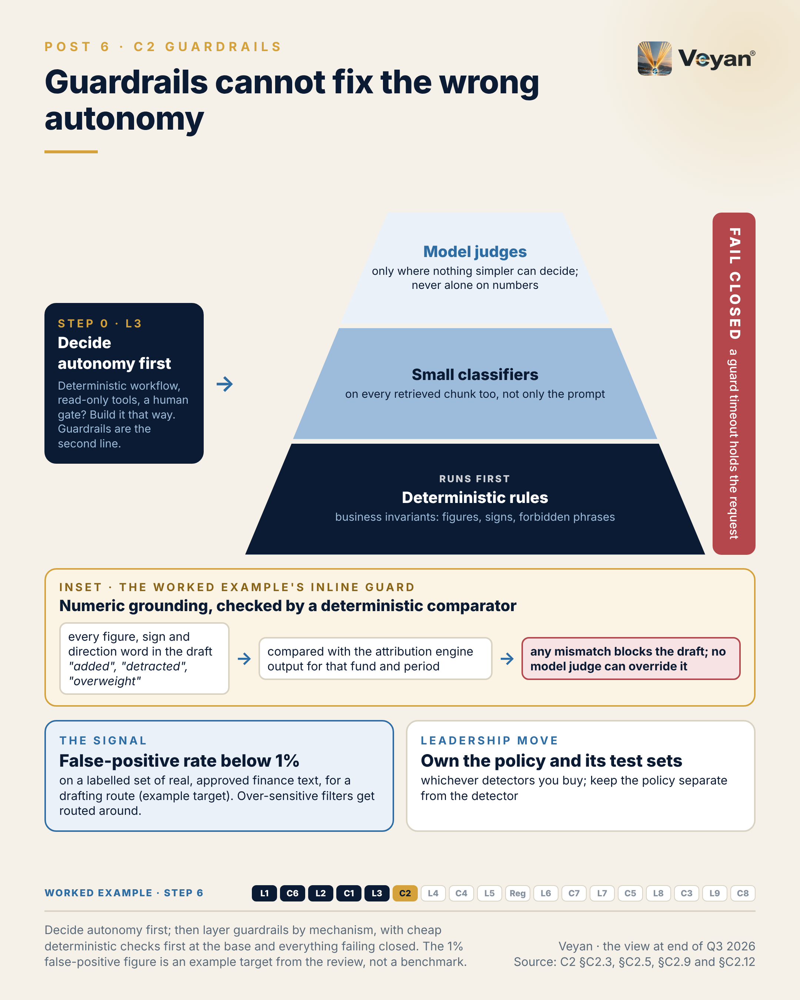 POST 6 · C2 GUARDRAILS
Veyan®
Guardrails cannot fix the wrong
autonomy
STEP 0 · L3
Decide
autonomy first
Deterministic workflow,
read-only tools, a human
gate? Build it that way.
Guardrails are the
second line.
→
Model judges
only where nothing simpler can decide;
never alone on numbers
Small classifiers
on every retrieved chunk too, not only the prompt
RUNS FIRST
Deterministic rules
business invariants: figures, signs, forbidden phrases
FAIL CLOSED a guard timeout holds the request
INSET · THE WORKED EXAMPLE'S INLINE GUARD
Numeric grounding, checked by a deterministic comparator
every figure, sign and
direction word in the draft
"added", "detracted",
"overweight"
→
compared with the attribution engine
output for that fund and period
→
any mismatch blocks the draft; no
model judge can override it
THE SIGNAL
False-positive rate below 1%
on a labelled set of real, approved finance text, for a
drafting route (example target). Over-sensitive filters get
routed around.
LEADERSHIP MOVE
Own the policy and its test sets
whichever detectors you buy; keep the policy separate
from the detector
WORKED EXAMPLE · STEP 6
L1 C6 L2 C1 L3 C2 L4 C4 L5 Reg L6 C7 L7 C5 L8 C3 L9 C8
Decide autonomy first; then layer guardrails by mechanism, with cheap
deterministic checks first at the base and everything failing closed. The 1%
false-positive figure is an example target from the review, not a benchmark.
Veyan · the view at end of Q3 2026
Source: C2 §C2.3, §C2.5, §C2.9 and §C2.12